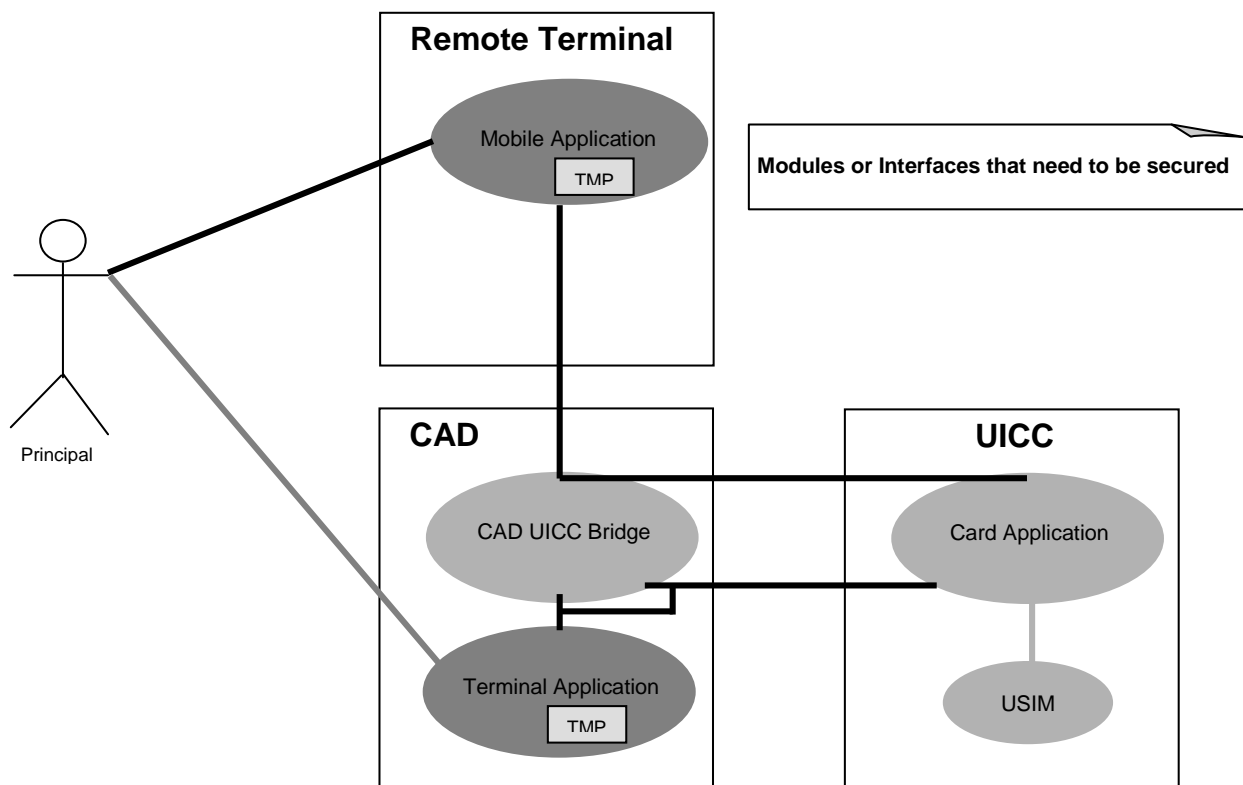 Remote Terminal
Mobile Application
TMP
Modules or Interfaces that need to be secured
Principal
CAD
UICC
CAD UICC Bridge
Card Application
Terminal Application
TMP
USIM